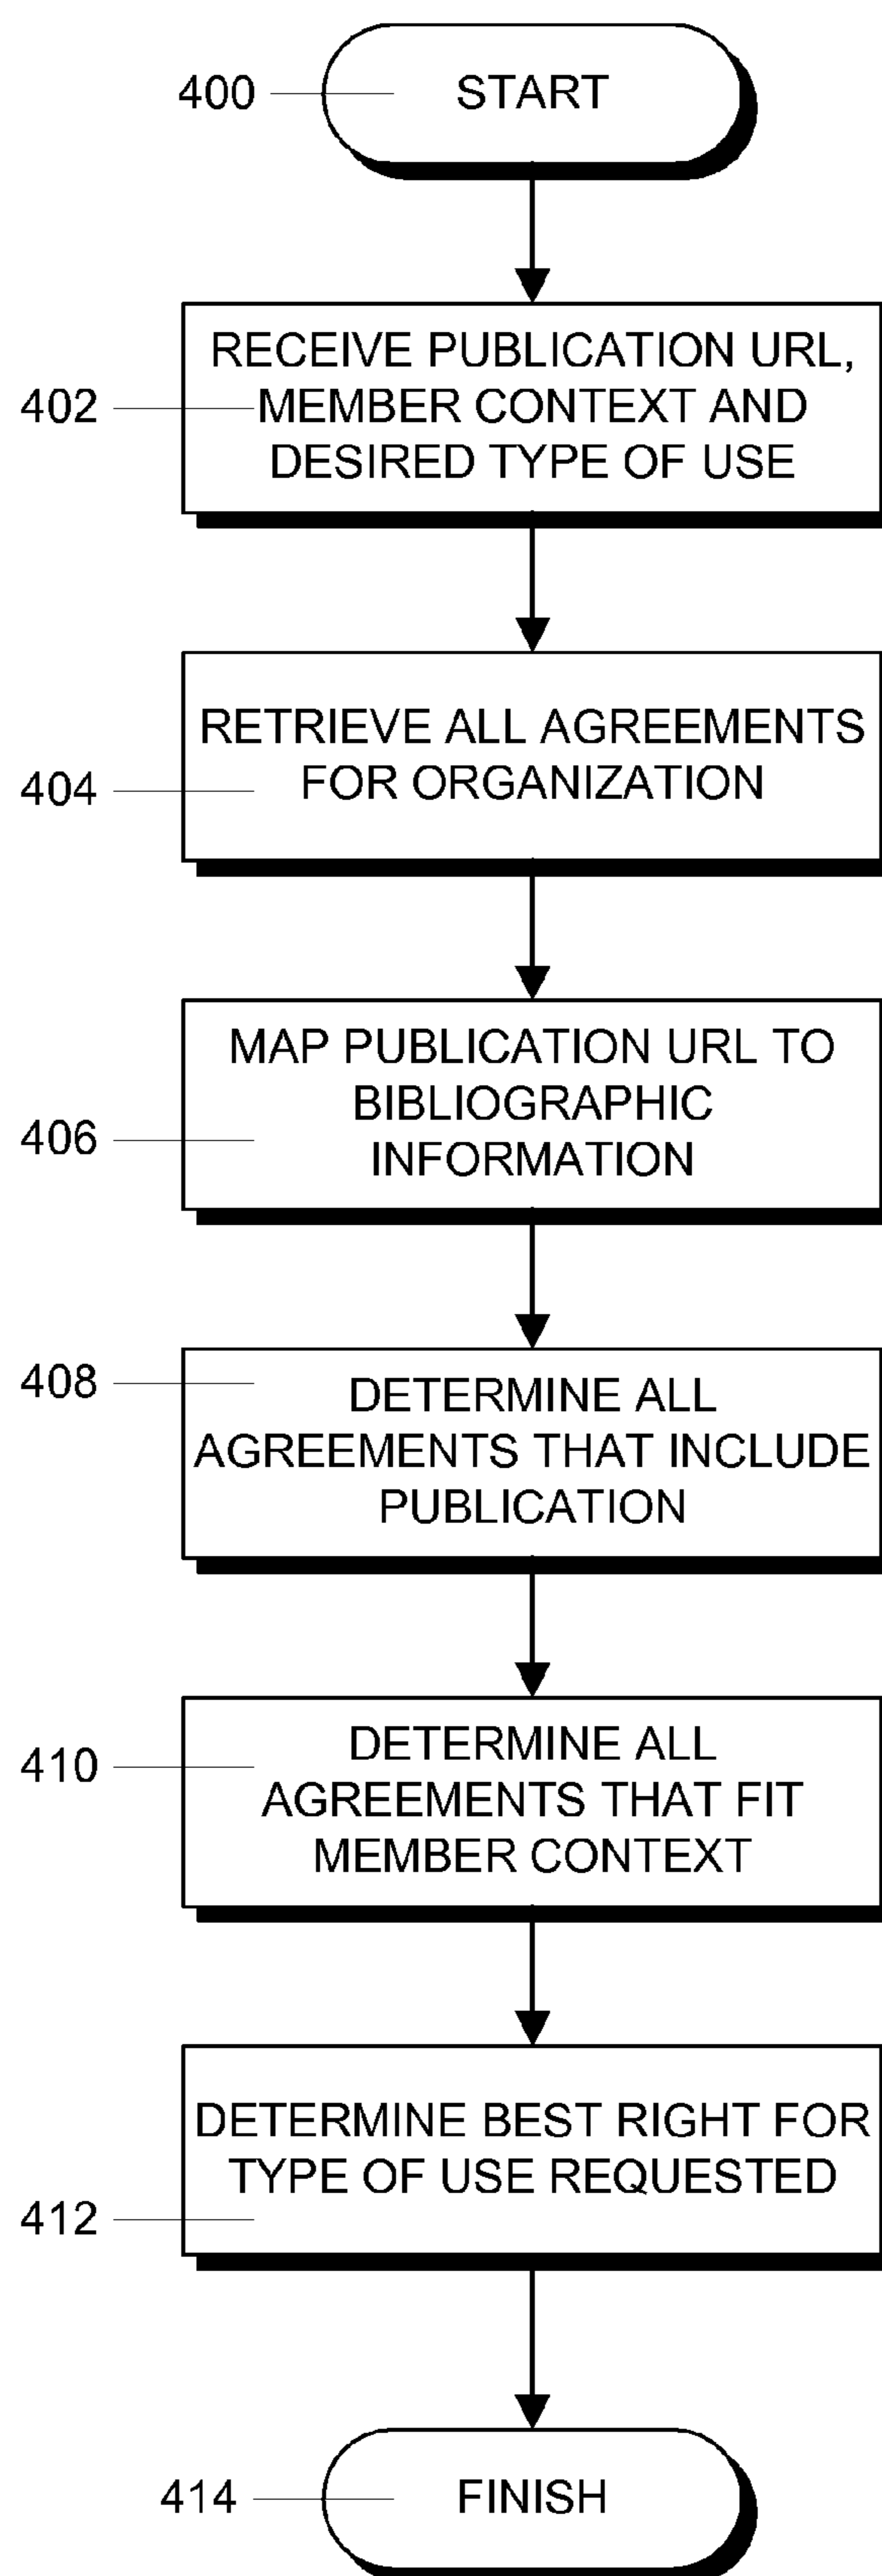 400
START
RECEIVE PUBLICATION URL,
402
MEMBER CONTEXT AND
DESIRED TYPE OF USE
RETRIEVE ALL AGREEMENTS
404
FOR ORGANIZATION
MAP PUBLICATION URL TO
BIBLIOGRAPHIC
406
INFORMATION
408
DETERMINE ALL
AGREEMENTS THAT INCLUDE
PUBLICATION
DETERMINE ALL
410
AGREEMENTS THAT FIT
MEMBER CONTEXT
DETERMINE BEST RIGHT FOR
TYPE OF USE REQUESTED
412
414
FINISH